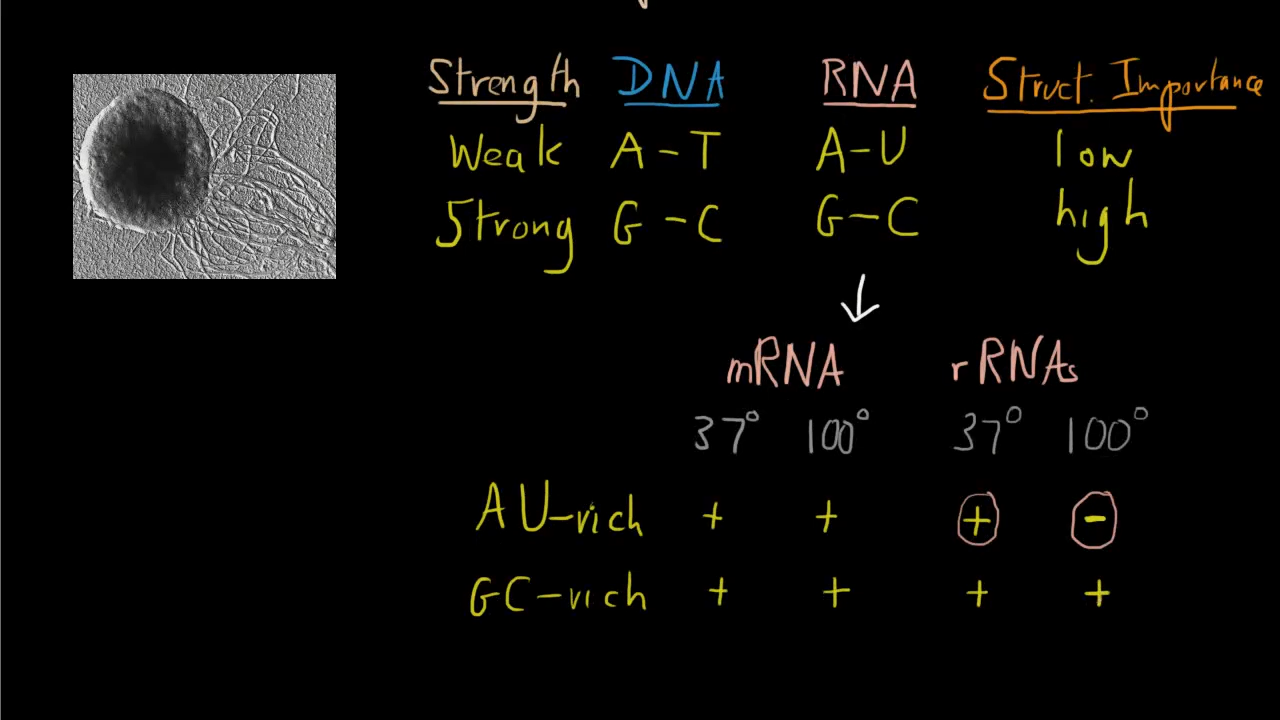 Strength DNA RNA Struct. Importance
Weak A-T A-U low
Strong G-C G-C high
mRNA rRNAs
37° 100° 37° 100°
AU-rich + + + -
GC-rich + + + +